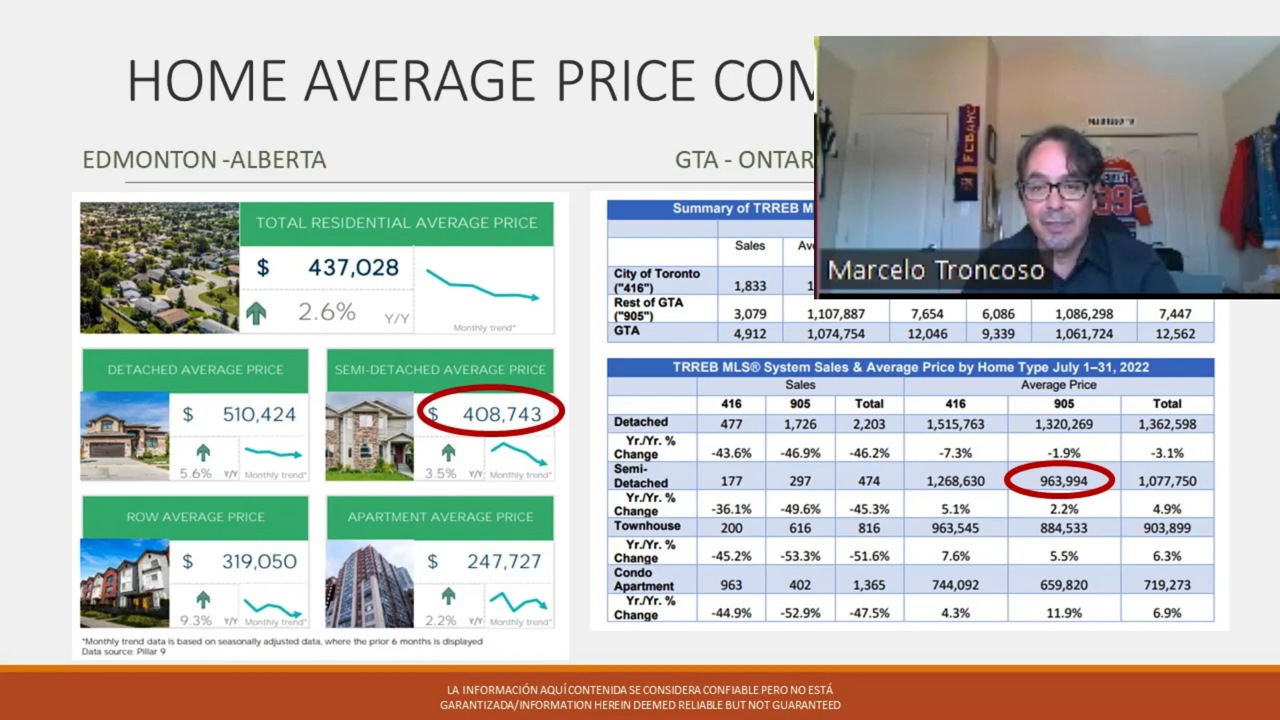 HOME AVERAGE PRICE COM
EDMONTON -ALBERTA
GTA - ONTAR
TOTAL RESIDENTIAL AVERAGE PRICE
$ 437,028
2.6% Y/Y
Monthly trend*
DETACHED AVERAGE PRICE
$ 510,424
5.6% Y/Y Monthly trend*
SEMI-DETACHED AVERAGE PRICE
$ 408,743
3.5% Y/Y Monthly trend*
ROW AVERAGE PRICE
$ 319,050
9.3% Y/Y Monthly trend*
APARTMENT AVERAGE PRICE
$ 247,727
2.2% Y/Y Monthly trend*
*Monthly trend data is based on seasonally adjusted data, where the prior 6 months is displayed
Data source: Pillar 9
Summary of TRREB M
Sales Av
City of Toronto
("416") 1,833 1
Rest of GTA
("905") 3,079 1,107,887 7,654 6,086 1,086,298 7,447
GTA 4,912 1,074,754 12,046 9,339 1,061,724 12,562
TRREB MLS® System Sales & Average Price by Home Type July 1–31, 2022
Sales Average Price
416 905 Total 416 905 Total
Detached 477 1,726 2,203 1,515,763 1,320,269 1,362,598
Yr./Yr. %
Change -43.6% -46.9% -46.2% -7.3% -1.9% -3.1%
Semi-
Detached 177 297 474 1,268,630 963,994 1,077,750
Yr./Yr. %
Change -36.1% -49.6% -45.3% 5.1% 2.2% 4.9%
Townhouse 200 616 816 963,545 884,533 903,899
Yr./Yr. %
Change -45.2% -53.3% -51.6% 7.6% 5.5% 6.3%
Condo
Apartment 963 402 1,365 744,092 659,820 719,273
Yr./Yr. %
Change -44.9% -52.9% -47.5% 4.3% 11.9% 6.9%
FCBARC
99
Marcelo Troncoso
LA INFORMACIÓN AQUÍ CONTENIDA SE CONSIDERA CONFIABLE PERO NO ESTÁ
GARANTIZADA/INFORMATION HEREIN DEEMED RELIABLE BUT NOT GUARANTEED